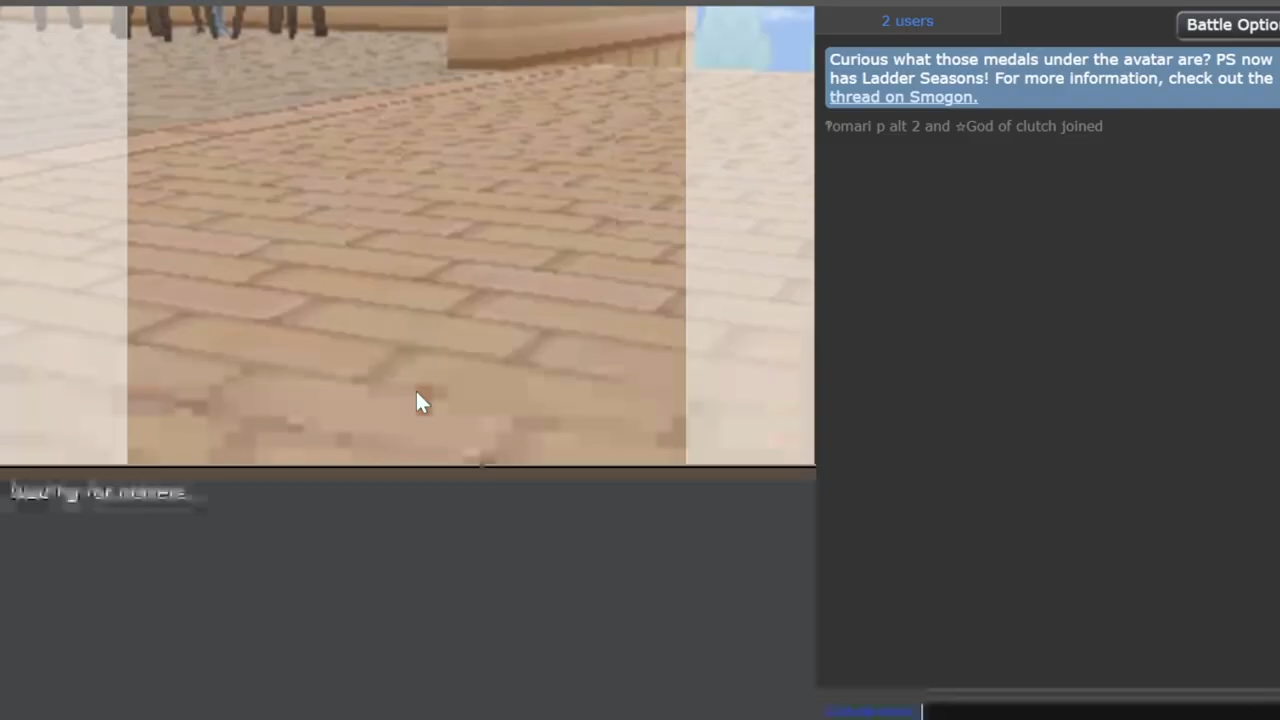 2 users
Battle Optio
Curious what those medals under the avatar are? PS now
has Ladder Seasons! For more information, check out the
thread on Smogon.
‽omari p alt 2 and ☆God of clutch joined